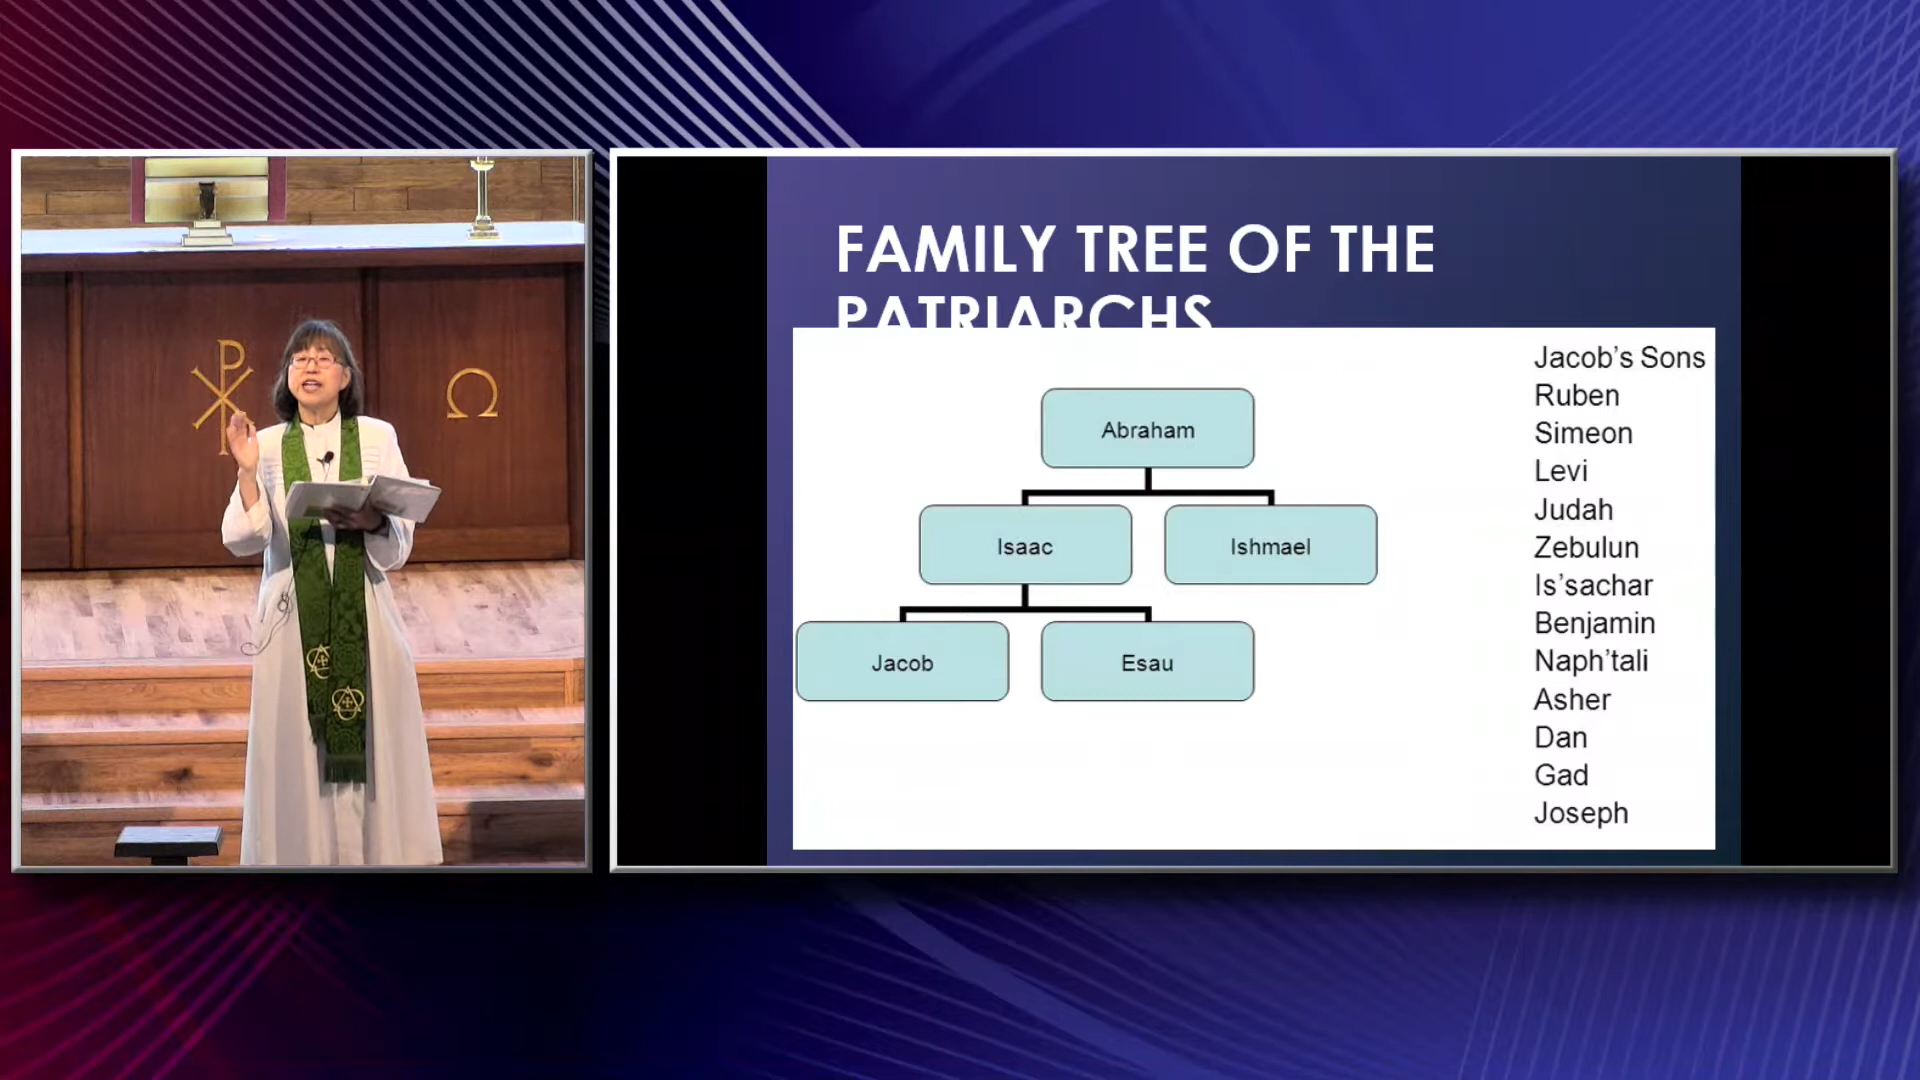 FAMILY TREE OF THE
PATRIARCHS
Abraham
Isaac
Ishmael
Jacob
Esau
Jacob’s Sons
Ruben
Simeon
Levi
Judah
Zebulun
Is’sachar
Benjamin
Naph’tali
Asher
Dan
Gad
Joseph
Ω